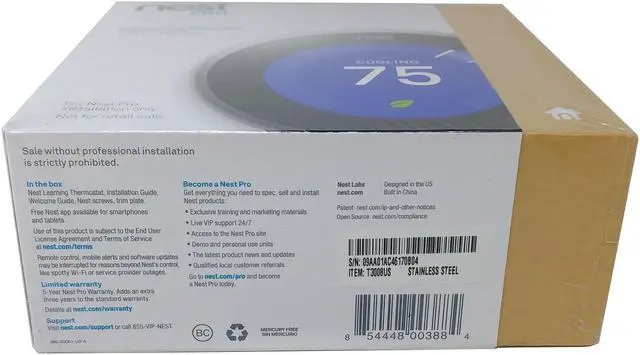 nest
PRO
COOLING
75
For Nest Pro
installation only
Not for retail sale
Sale without professional installation
is strictly prohibited.
In the box
Nest Learning Thermostat, Installation Guide,
Welcome Guide, Nest screws, trim plate.
Free Nest app available for smartphones
and tablets.
Use of this product is subject to the End User
License Agreement and Terms of Service
at nest.com/terms
Remote control, mobile alerts and software updates
may be interrupted for reasons beyond Nest's control,
like spotty Wi-Fi or service provider outages.
Limited warranty
5-Year Nest Pro Warranty. Adds an extra
three years to the standard warranty.
Details at nest.com/warranty
Support
Visit nest.com/support or call 855-VIP-NEST.
Become a Nest Pro
Get everything you need to spec, sell and install
Nest products:
• Exclusive training and marketing materials
• Live VIP support 24/7
• Access to the Nest Pro site
• Demo and personal use units
• The latest product news and updates
• Qualified local customer referrals
Go to nest.com/pro and become
a Nest Pro today.
BC
MERCURY FREE
SIN MERCURIO
Nest Labs
nest.com
Designed in the US
Built in China
Patent: nest.com/ip-and-other-notices
Open Source: nest.com/compliance
S/N: 09AA01AC46170B04
ITEM: T3008US STAINLESS STEEL
8 54448 00388 4